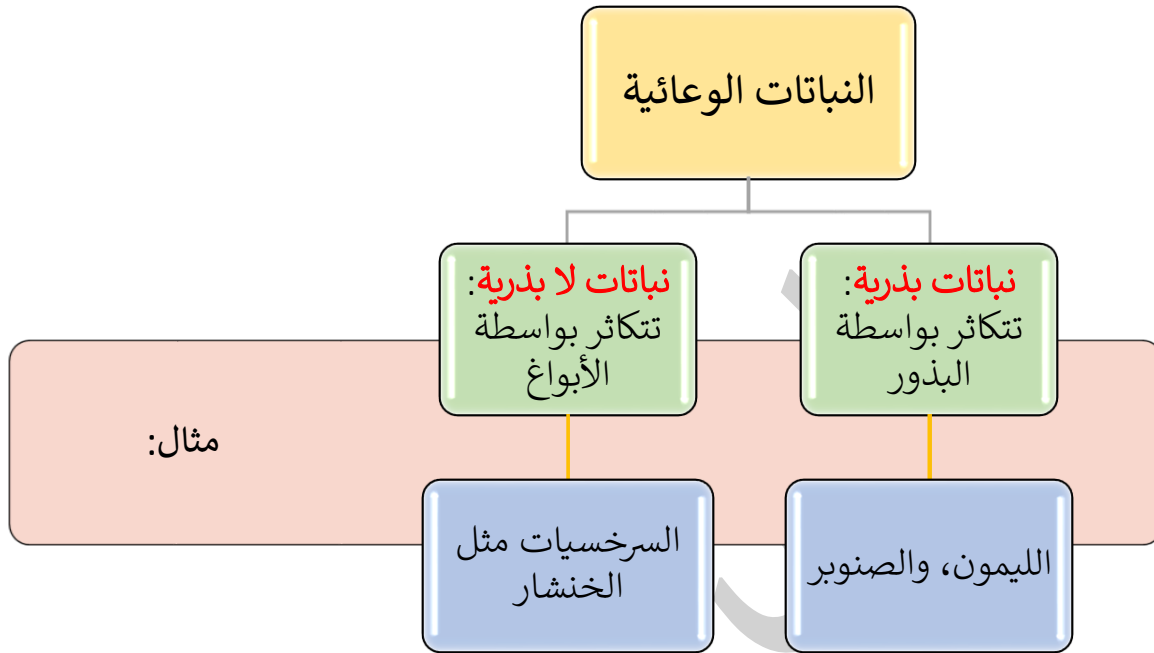 النباتات الوعائية
نباتات بذرية:
تتكاثر بواسطة
البذور
نباتات لا بذرية:
تتكاثر بواسطة
الأبواغ
مثال:
الليمون، والصنوبر
السرخسيات مثل
الخنشار